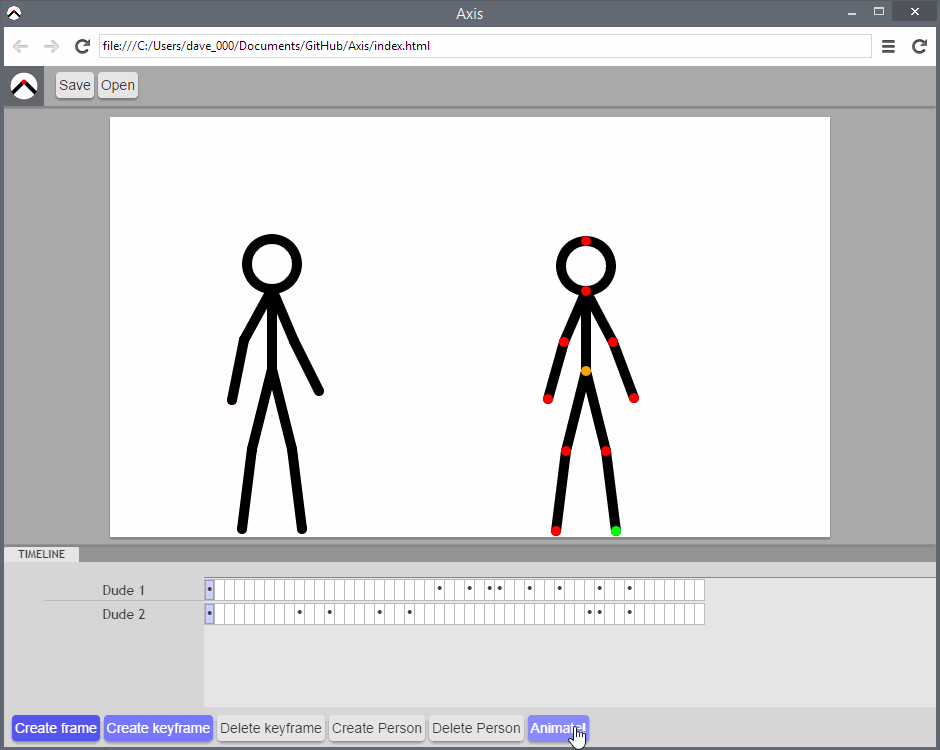 Axis
file:///C:/Users/dave_000/Documents/GitHub/Axis/index.html
Save Open
TIMELINE
Dude 1
Dude 2
Create frame Create keyframe Delete keyframe Create Person Delete Person Animate!